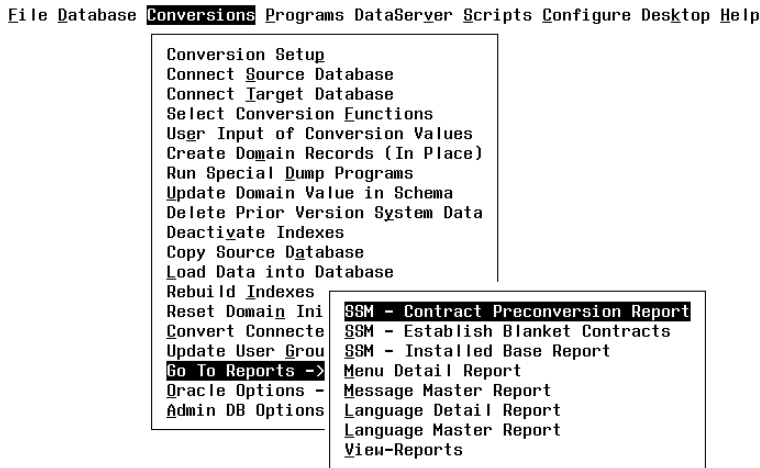 File Database Conversions Programs DataServer Scripts Configure Desktop Help
Conversion Setup
Connect Source Database
Connect Target Database
Select Conversion Functions
User Input of Conversion Values
Create Domain Records (In Place)
Run Special Dump Programs
Update Domain Value in Schema
Delete Prior Version System Data
Deactivate Indexes
Copy Source Database
Load Data into Database
Rebuild Indexes
Reset Domain Ini
Convert Connecte
Update User Grou
Go To Reports ->
Oracle Options -
Admin DB Options
SSM - Contract Preconversion Report
SSM - Establish Blanket Contracts
SSM - Installed Base Report
Menu Detail Report
Message Master Report
Language Detail Report
Language Master Report
View-Reports